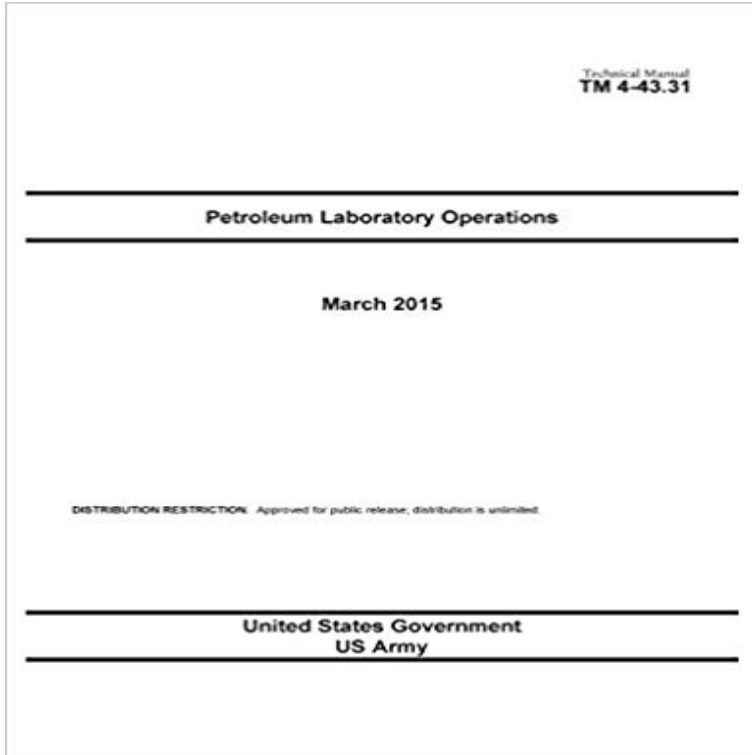 Technical Manual
TM 4-43.31
Petroleum Laboratory Operations
March 2015
DISTRIBUTION RESTRICTION. Approved for public release; distribution is unlimited.
United States Government
US Army